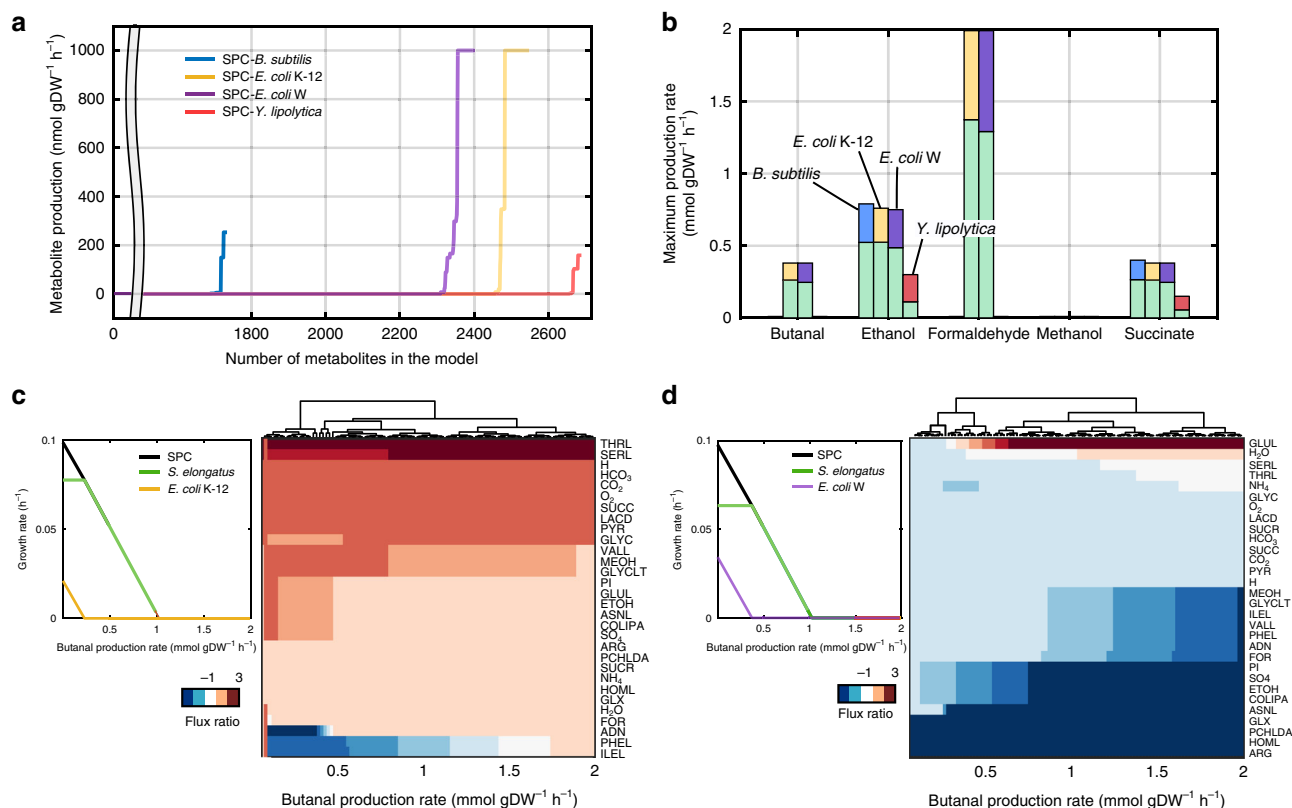 a
Metabolite production (nmol gDW⁻¹ h⁻¹)
1000
800
600
400
200
0
SPC-B. subtilis
SPC-E. coli K-12
SPC-E. coli W
SPC-Y. lipolytica
0 1800 2000 2200 2400 2600
Number of metabolites in the model
b
Maximum production rate
(mmol gDW⁻¹ h⁻¹)
2
1.5
1
0.5
0
E. coli K-12
E. coli W
B. subtilis
Y. lipolytica
Butanal Ethanol Formaldehyde Methanol Succinate
c
Growth rate (h⁻¹)
0.1
0.05
0
SPC
S. elongatus
E. coli K-12
0.5 1 1.5 2
Butanal production rate (mmol gDW⁻¹ h⁻¹)
−1 3
Flux ratio
THRL
SERL
H
HCO₃
CO₂
O₂
SUCC
LACD
PYR
GLYC
VALL
MEOH
GLYCLT
PI
GLUL
ETOH
ASNL
COLIPA
SO₄
ARG
PCHLDA
SUCR
NH₄
HOML
GLX
H₂O
FOR
ADN
PHEL
ILEL
0.5 1 1.5 2
Butanal production rate (mmol gDW⁻¹ h⁻¹)
d
Growth rate (h⁻¹)
0.1
0.05
0
SPC
S. elongatus
E. coli W
0.5 1 1.5 2
Butanal production rate (mmol gDW⁻¹ h⁻¹)
−1 3
Flux ratio
GLUL
H₂O
SERL
THRL
NH₄
GLYC
O₂
LACD
SUCR
HCO₃
SUCC
CO₂
PYR
H
MEOH
GLYCLT
ILEL
VALL
PHEL
ADN
FOR
PI
SO4
ETOH
COLIPA
ASNL
GLX
PCHLDA
HOML
ARG
0.5 1 1.5 2
Butanal production rate (mmol gDW⁻¹ h⁻¹)